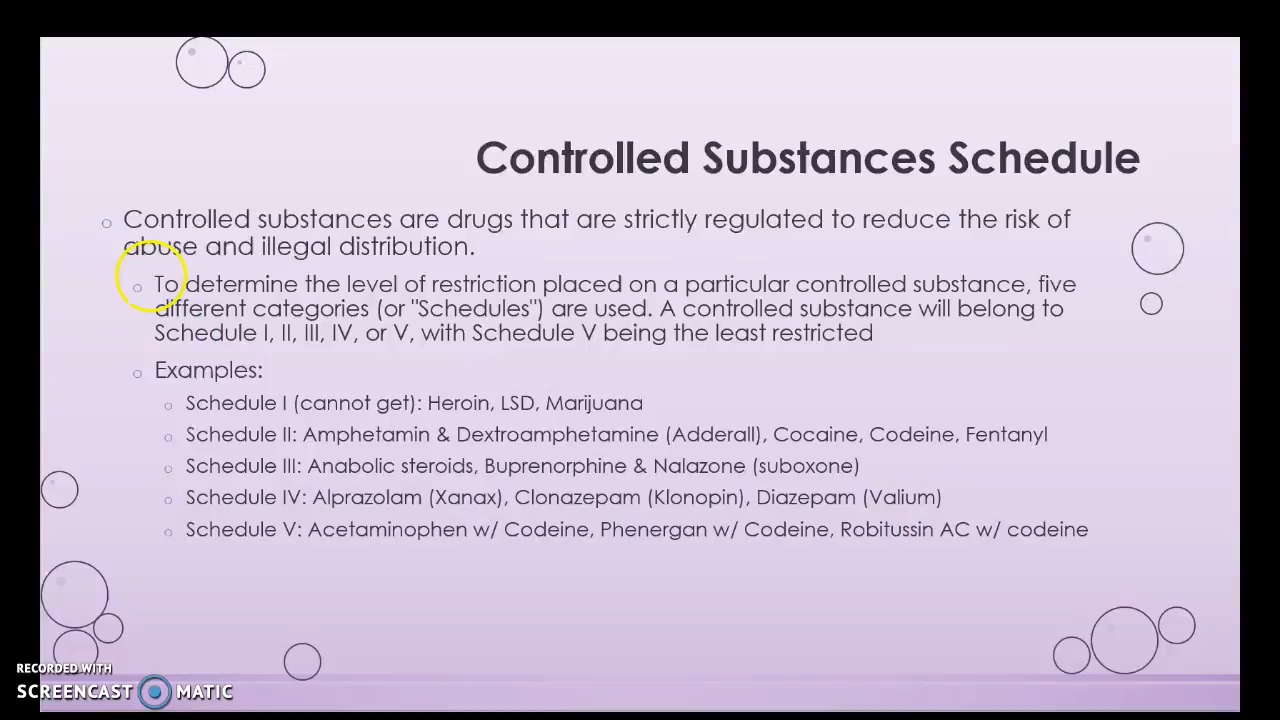 Controlled Substances Schedule
Controlled substances are drugs that are strictly regulated to reduce the risk of
abuse and illegal distribution.
To determine the level of restriction placed on a particular controlled substance, five
different categories (or "Schedules") are used. A controlled substance will belong to
Schedule I, II, III, IV, or V, with Schedule V being the least restricted
Examples:
Schedule I (cannot get): Heroin, LSD, Marijuana
Schedule II: Amphetamin & Dextroamphetamine (Adderall), Cocaine, Codeine, Fentanyl
Schedule III: Anabolic steroids, Buprenorphine & Nalazone (suboxone)
Schedule IV: Alprazolam (Xanax), Clonazepam (Klonopin), Diazepam (Valium)
Schedule V: Acetaminophen w/ Codeine, Phenergan w/ Codeine, Robitussin AC w/ codeine
RECORDED WITH
SCREENCAST MATIC